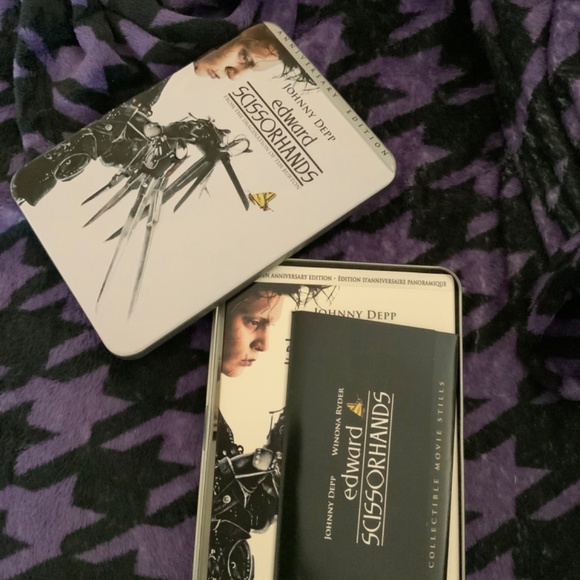 ANNIVERSARY EDITION
JOHNNY DEPP
edward
SCISSORHANDS
ANNIVERSARY EDITION · ÉDITION D'ANNIVERSAIRE PANORAMIQUE
JOHNNY DEPP
JOHNNY DEPP WINONA RYDER
edward
SCISSORHANDS
COLLECTIBLE MOVIE STILLS